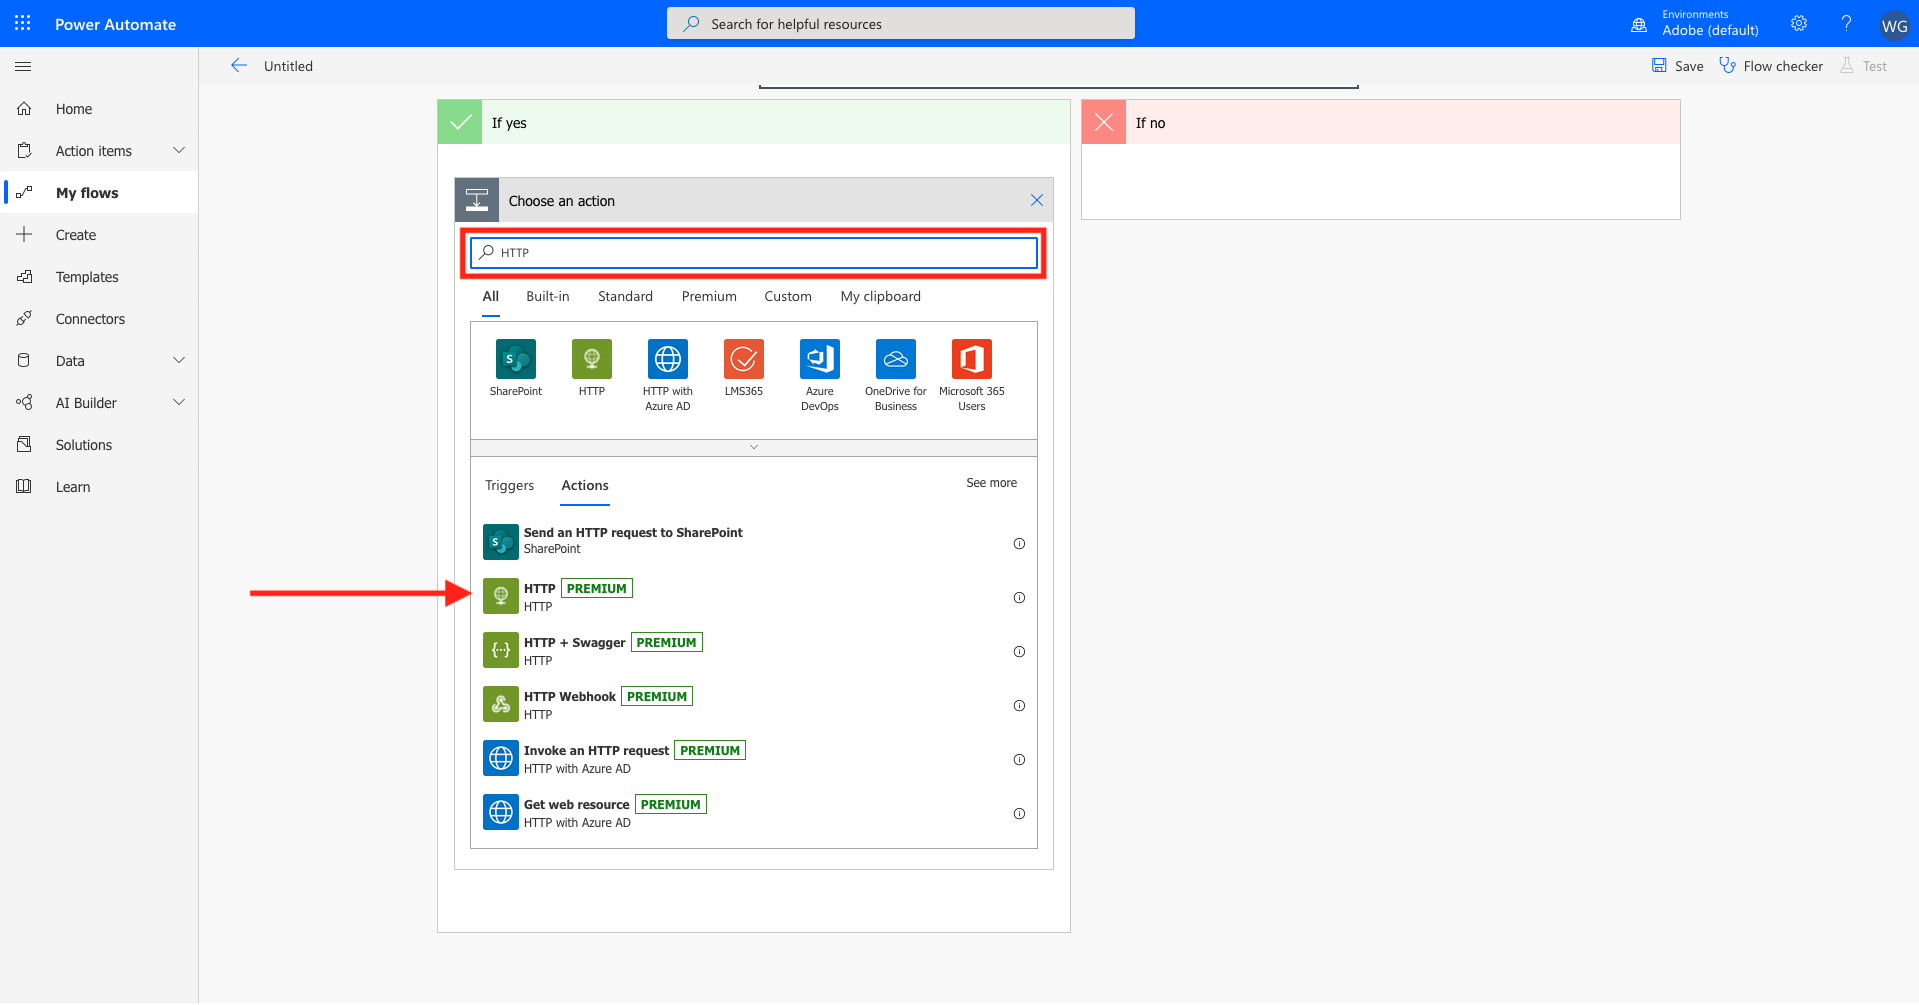 Power Automate
Search for helpful resources
Environments
Adobe (default)
?
WG
Untitled
Save
Flow checker
Test
Home
Action items
My flows
Create
Templates
Connectors
Data
AI Builder
Solutions
Learn
If yes
If no
Choose an action
HTTP
All
Built-in
Standard
Premium
Custom
My clipboard
SharePoint
HTTP
HTTP with
Azure AD
LMS365
Azure
DevOps
OneDrive for
Business
Microsoft 365
Users
Triggers
Actions
See more
Send an HTTP request to SharePoint
SharePoint
HTTP PREMIUM
HTTP
HTTP + Swagger PREMIUM
HTTP
HTTP Webhook PREMIUM
HTTP
Invoke an HTTP request PREMIUM
HTTP with Azure AD
Get web resource PREMIUM
HTTP with Azure AD